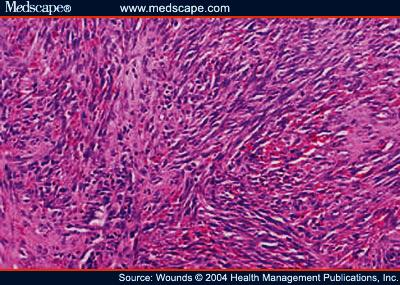 Medscape® www.medscape.com
Source: Wounds © 2004 Health Management Publications, Inc.